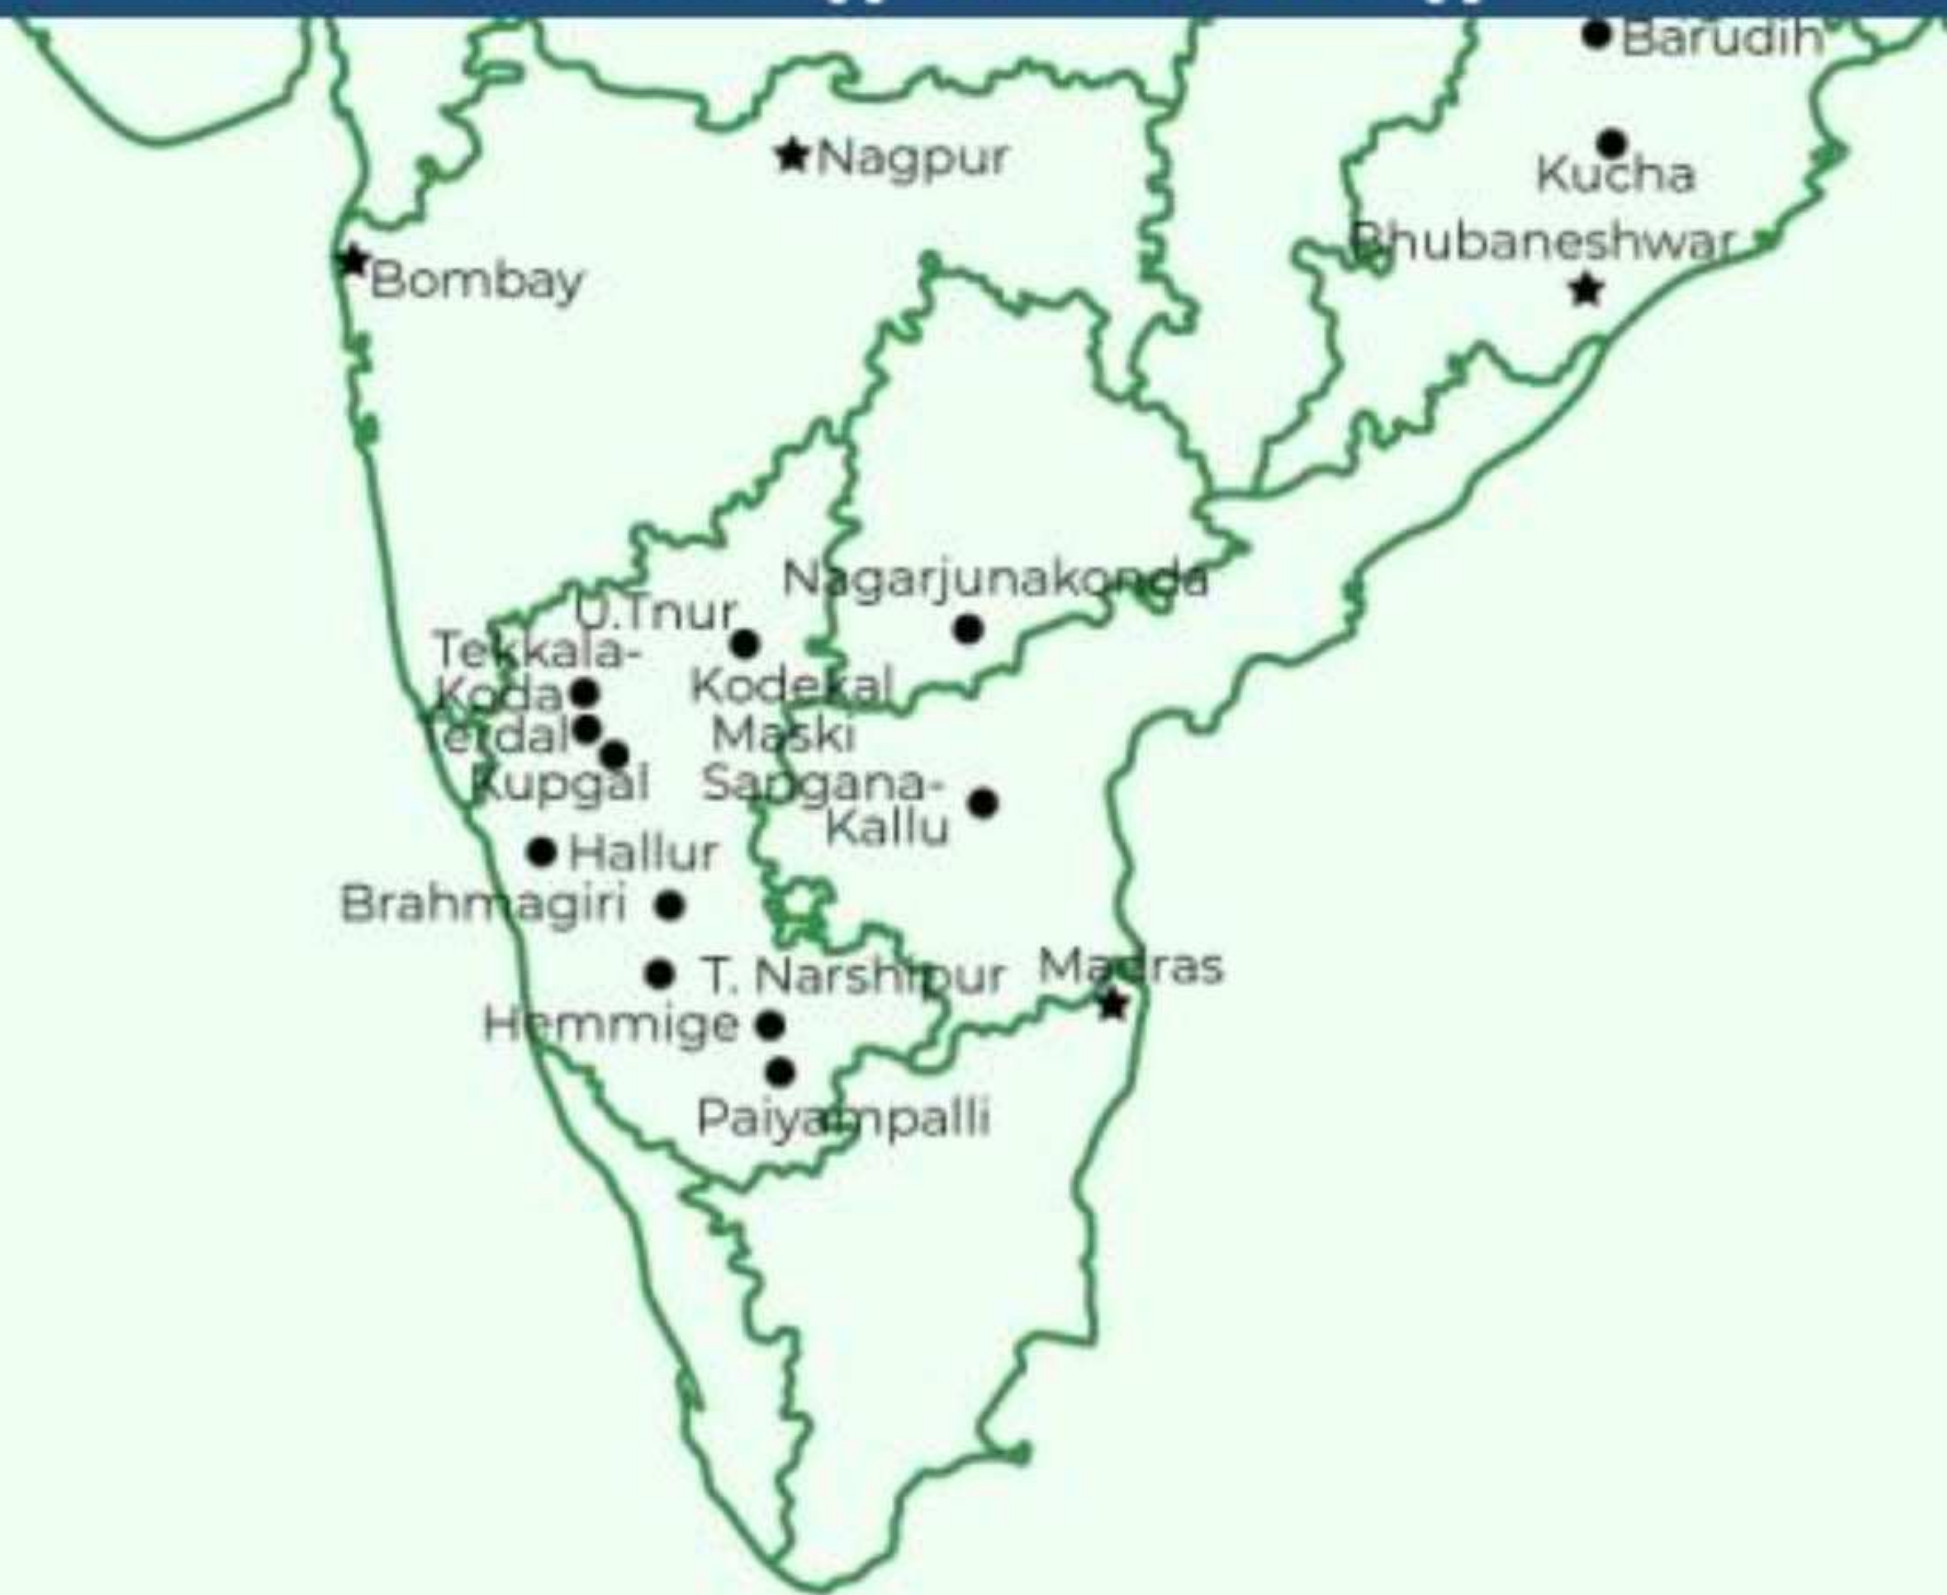 Barudih
Nagpur
Kucha
Bhubaneshwar
Bombay
Nagarjunakonda
U.Tnur
Tekkala-
Koda
Kodekal
Terdal
Maski
Kupgal
Sangana-
Kallu
Hallur
Brahmagiri
Madras
T. Narshipur
Hemmige
Paiyampalli